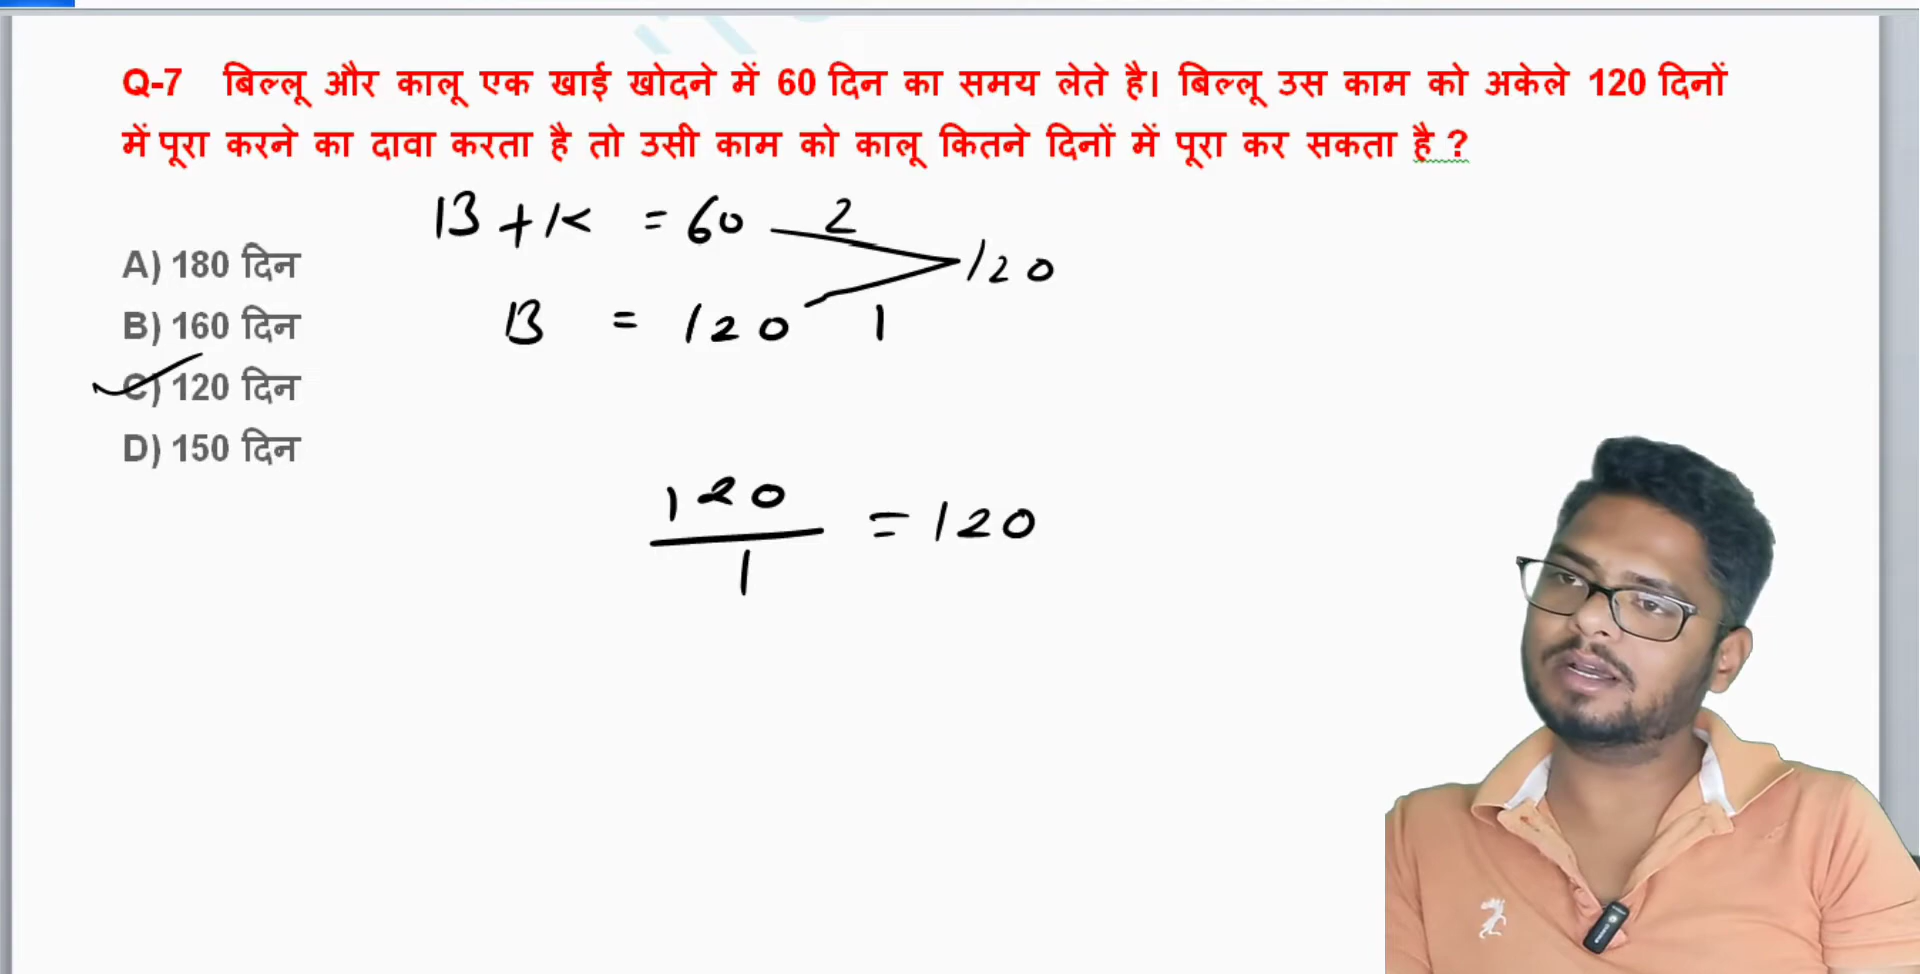 Q-7 बिल्लू और कालू एक खाई खोदने में 60 दिन का समय लेते है। बिल्लू उस काम को अकेले 120 दिनों
में पूरा करने का दावा करता है तो उसी काम को कालू कितने दिनों में पूरा कर सकता है ?
B + K = 60 2
120
B = 120 1
A) 180 दिन
B) 160 दिन
C) 120 दिन
D) 150 दिन
120
1
= 120